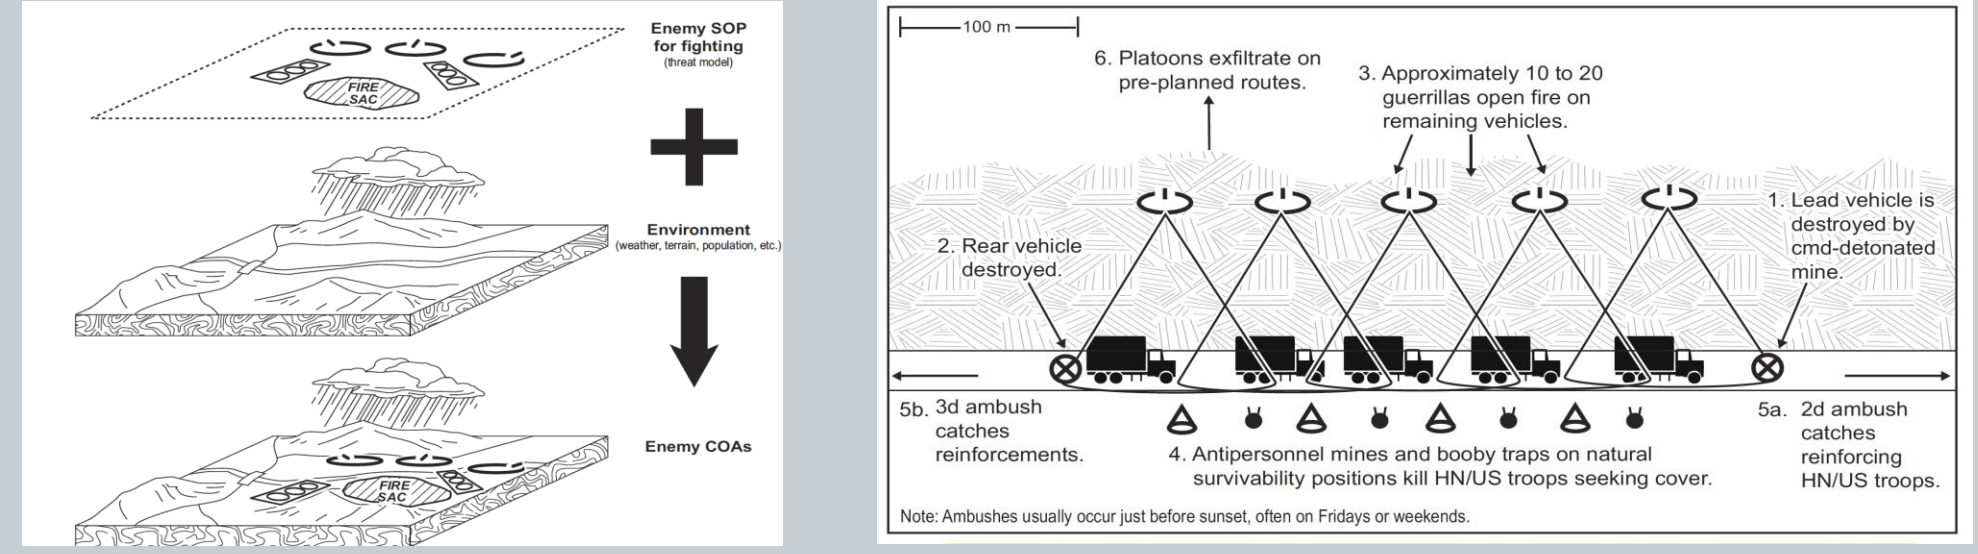 Enemy SOP
for fighting
(threat model)
FIRE
SAC
Environment
(weather, terrain, population, etc.)
Enemy COAs
FIRE
SAC
100 m
6. Platoons exfiltrate on
pre-planned routes.
3. Approximately 10 to 20
guerrillas open fire on
remaining vehicles.
1. Lead vehicle is
destroyed by
cmd-detonated
mine.
2. Rear vehicle
destroyed.
5b. 3d ambush
catches
reinforcements.
4. Antipersonnel mines and booby traps on natural
survivability positions kill HN/US troops seeking cover.
5a. 2d ambush
catches
reinforcing
HN/US troops.
Note: Ambushes usually occur just before sunset, often on Fridays or weekends.